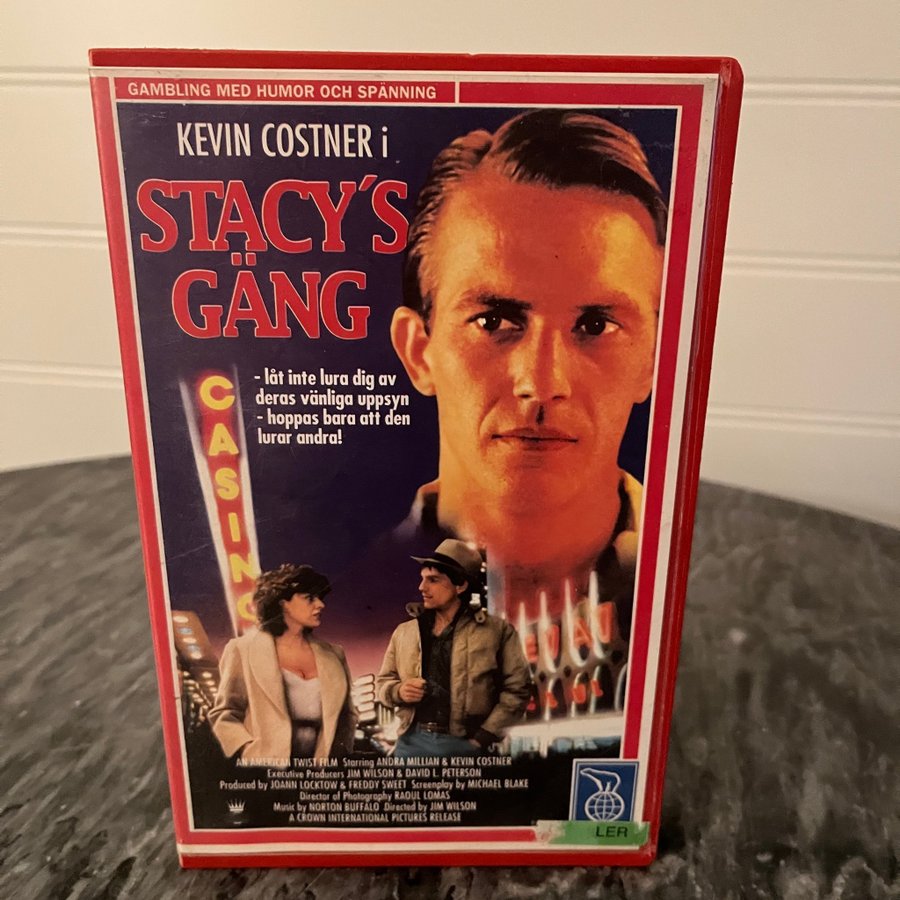 GAMBLING MED HUMOR OCH SPÄNNING
KEVIN COSTNER i
STACY´S
GÄNG
- låt inte lura dig av
deras vänliga uppsyn
- hoppas bara att den
lurar andra!
CASINO
AN AMERICAN TWIST FILM Starring ANDRA MILLIAN & KEVIN COSTNER
Executive Producers JIM WILSON & DAVID L. PETERSON
Produced by JOANN LOCKTOW & FREDDY SWEET Screenplay by MICHAEL BLAKE
Director of Photography RAOUL LOMAS
Music by NORTON BUFFALO Directed by JIM WILSON
A CROWN INTERNATIONAL PICTURES RELEASE
LER